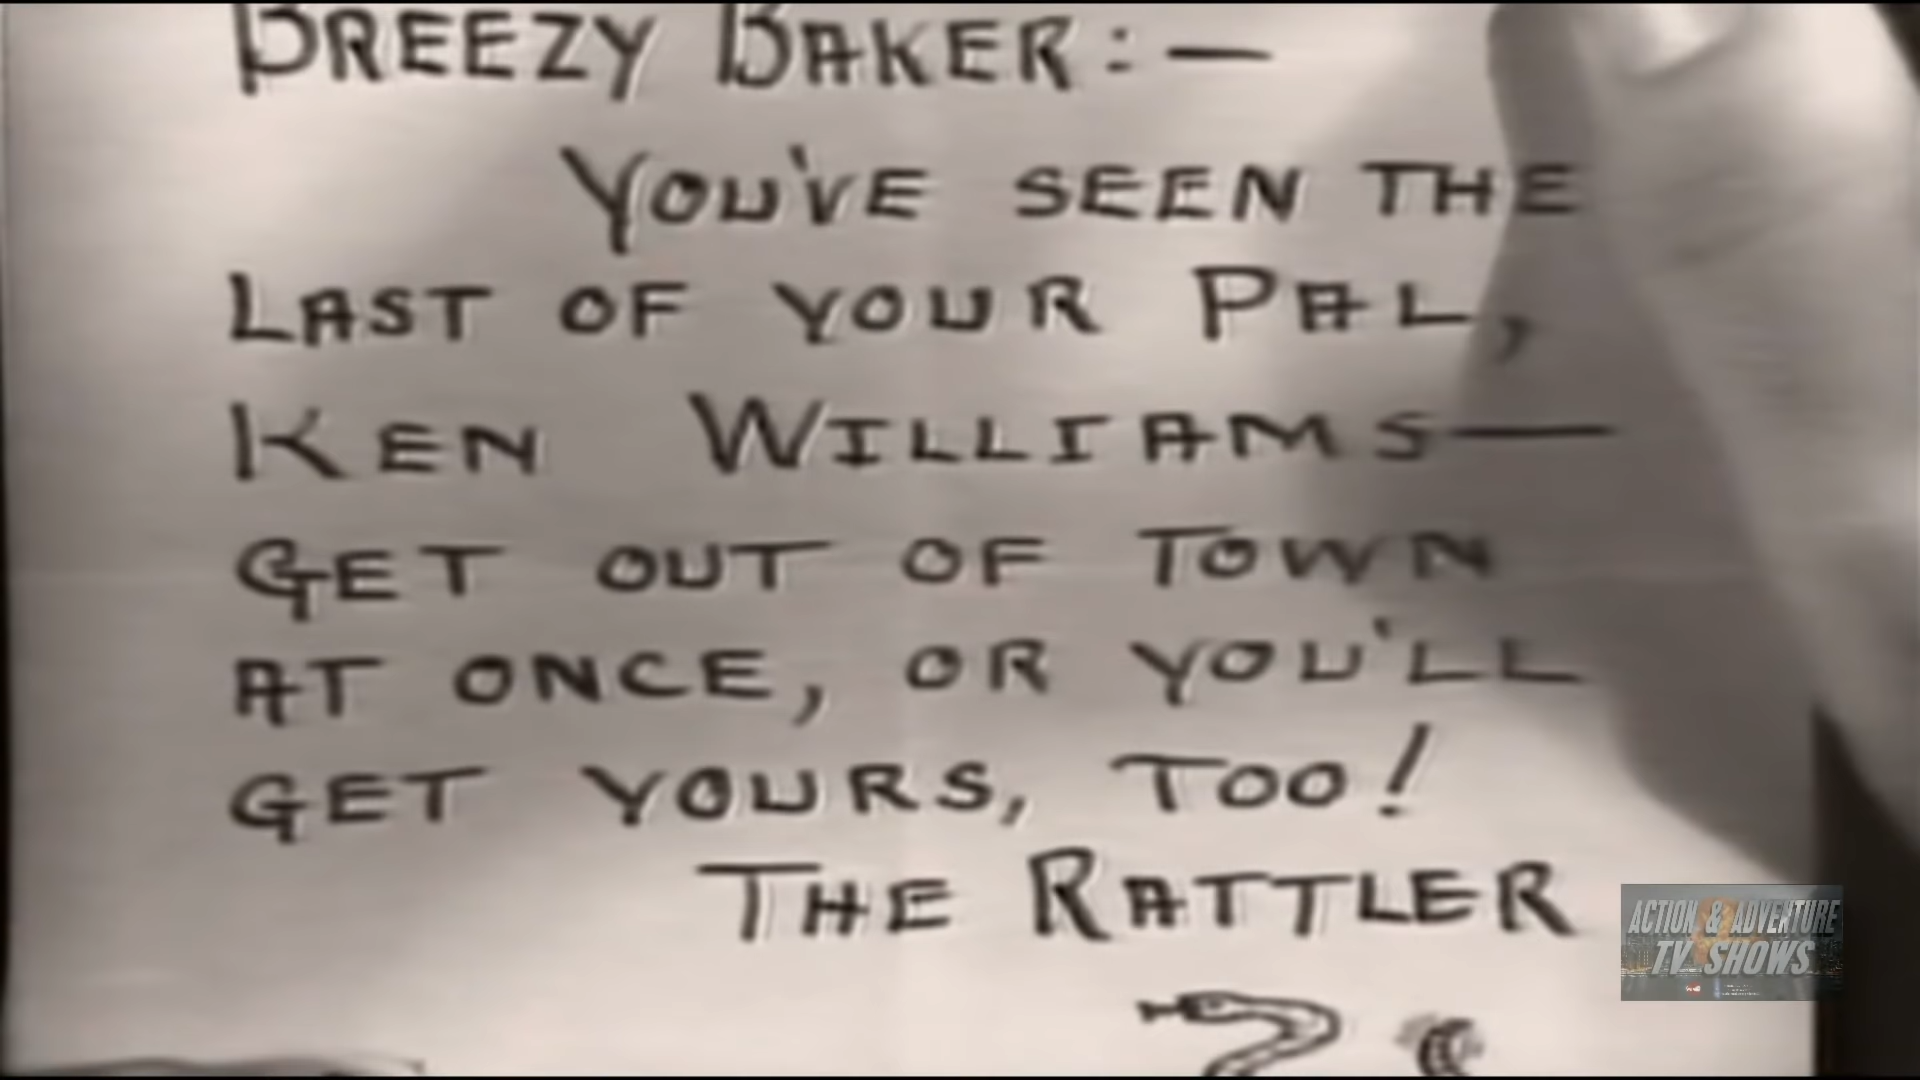 BREEZY BAKER:—
YOU'VE SEEN THE
LAST OF YOUR PAL,
KEN WILLIAMS—
GET OUT OF TOWN
AT ONCE, OR YOU'LL
GET YOURS, TOO!
THE RATTLER
ACTION & ADVENTURE
TV SHOWS